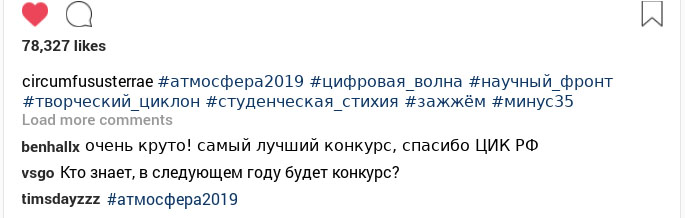 78,327 likes
circumfususterrae #атмосфера2019 #цифровая_волна #научный_фронт
#творческий_циклон #студенческая_стихия #зажжём #минус35
Load more comments
benhallx очень круто! самый лучший конкурс, спасибо ЦИК РФ
vsgo Кто знает, в следующем году будет конкурс?
timsdayzzz #атмосфера2019